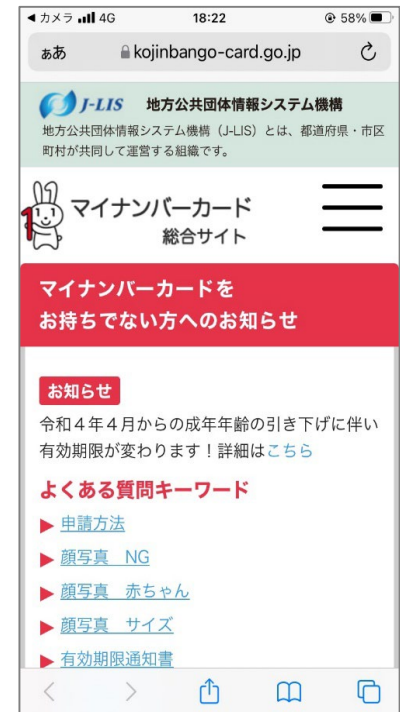 ◀カメラ 4G 18:22 58%
ぁあ kojinbango-card.go.jp
J-LIS 地方公共団体情報システム機構
地方公共団体情報システム機構（J-LIS）とは、都道府県・市区
町村が共同して運営する組織です。
1
マイナンバーカード
総合サイト
マイナンバーカードを
お持ちでない方へのお知らせ
お知らせ
令和４年４月からの成年年齢の引き下げに伴い
有効期限が変わります！詳細はこちら
よくある質問キーワード
▶ 申請方法
▶ 顔写真　NG
▶ 顔写真　赤ちゃん
▶ 顔写真　サイズ
▶ 有効期限通知書